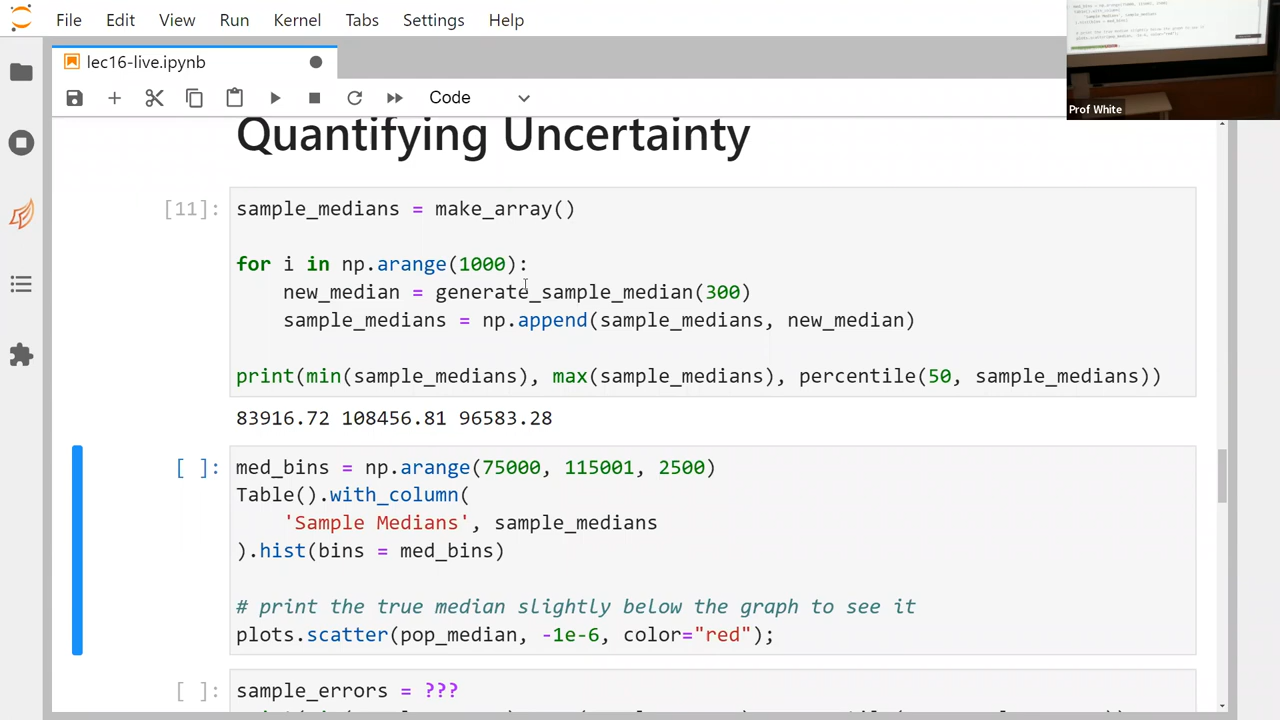 File Edit View Run Kernel Tabs Settings Help
lec16-live.ipynb
Code
Prof White
Quantifying Uncertainty
[11]:
sample_medians = make_array()
for i in np.arange(1000):
new_median = generate_sample_median(300)
sample_medians = np.append(sample_medians, new_median)
print(min(sample_medians), max(sample_medians), percentile(50, sample_medians))
83916.72 108456.81 96583.28
[ ]:
med_bins = np.arange(75000, 115001, 2500)
Table().with_column(
'Sample Medians', sample_medians
).hist(bins = med_bins)
# print the true median slightly below the graph to see it
plots.scatter(pop_median, -1e-6, color="red");
[ ]:
sample_errors = ???